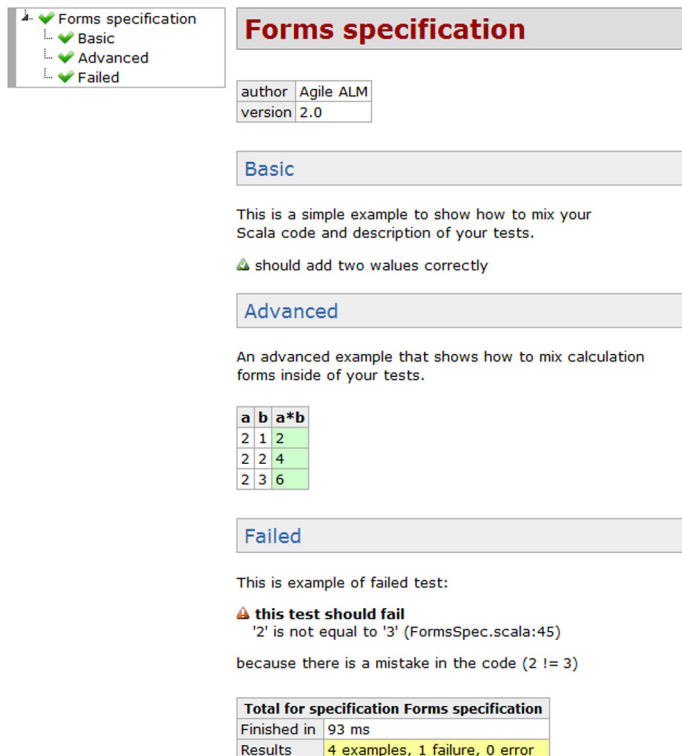 Forms specification
Basic
Advanced
Failed
Forms specification
author Agile ALM
version 2.0
Basic
This is a simple example to show how to mix your
Scala code and description of your tests.
should add two walues correctly
Advanced
An advanced example that shows how to mix calculation
forms inside of your tests.
a b a*b
2 1 2
2 2 4
2 3 6
Failed
This is example of failed test:
this test should fail
'2' is not equal to '3' (FormsSpec.scala:45)
because there is a mistake in the code (2 != 3)
Total for specification Forms specification
Finished in 93 ms
Results 4 examples, 1 failure, 0 error